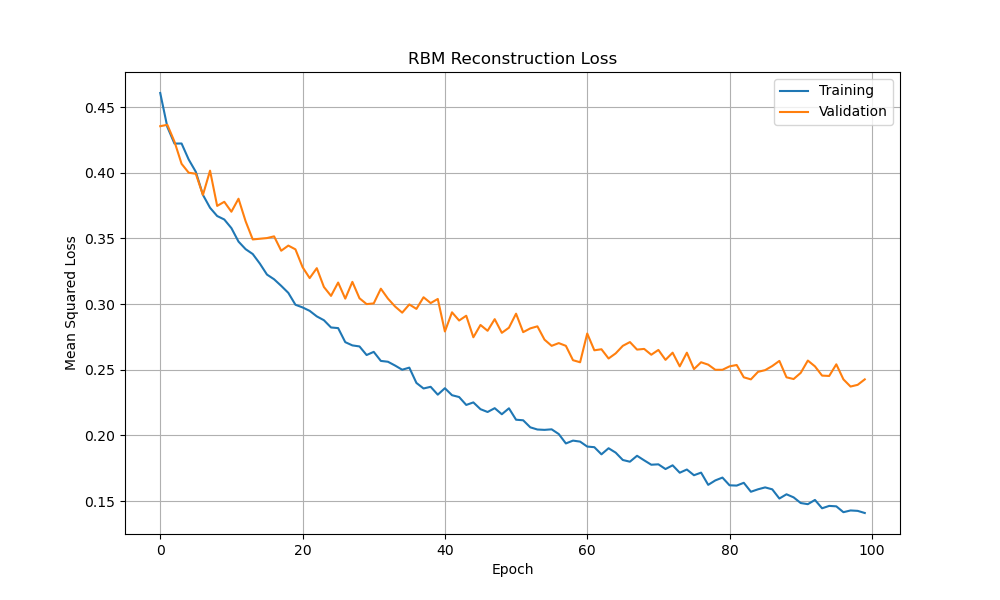 RBM Reconstruction Loss
Training
Validation
0.45
0.40
0.35
0.30
0.25
0.20
0.15
Mean Squared Loss
0 20 40 60 80 100
Epoch